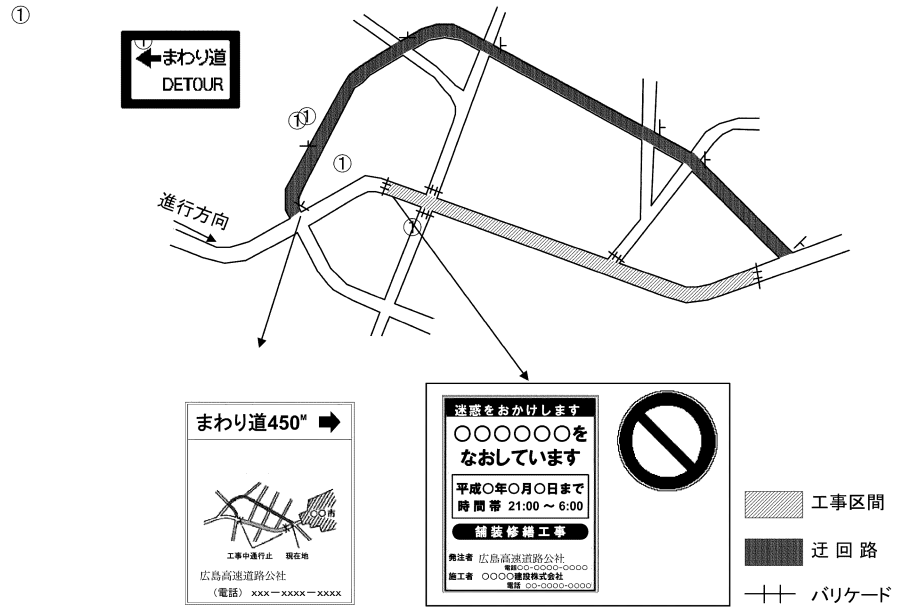 ①
①
まわり道
DETOUR
①①
①
進行方向
①
まわり道450M
○○市
工事中通行止 現在地
広島高速道路公社
(電話) xxx-xxxx-xxxx
迷惑をおかけします
○○○○○○を
なおしています
平成○年○月○日まで
時間帯 21:00 ~ 6:00
舗装修繕工事
発注者 広島高速道路公社
電話○○-○○○○-○○○○
施工者 ○○○○建設株式会社
電話 ○○-○○○○-○○○○
工事区間
迂回路
バリケード